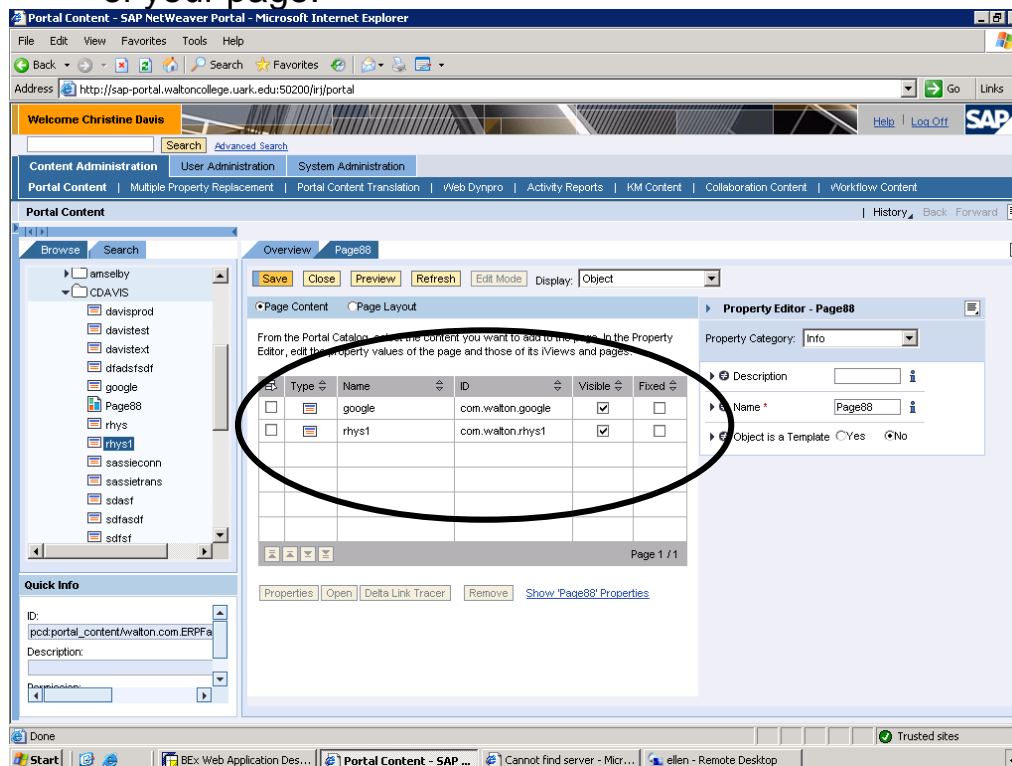 of your page.
Portal Content - SAP NetWeaver Portal - Microsoft Internet Explorer
File Edit View Favorites Tools Help
Back Search Favorites
Address http://sap-portal.waltoncollege.uark.edu:50200/irj/portal Go Links
Welcome Christine Davis Help Log Off SAP
Search Advanced Search
Content Administration User Administration System Administration
Portal Content | Multiple Property Replacement | Portal Content Translation | Web Dynpro | Activity Reports | KM Content | Collaboration Content | Workflow Content
Portal Content | History Back Forward
Browse Search Overview Page88
amselby
CDAVIS
davisprod
davistest
davistext
dfadsfsdf
google
Page88
rhys
rhys1
sassieconn
sassietrans
sdasf
sdfasdf
sdfsf
Quick Info
ID:
pcd:portal_content/walton.com.ERPFa
Description:
Permission:
Save Close Preview Refresh Edit Mode Display: Object
Page Content Page Layout
From the Portal Catalog, select the content you want to add to the page. In the Property
Editor, edit the property values of the page and those of its iViews and pages.
Type Name ID Visible Fixed
google com.walton.google
rhys1 com.walton.rhys1
Page 1 / 1
Properties Open Delta Link Tracer Remove Show 'Page88' Properties
Property Editor - Page88
Property Category: Info
Description
Name * Page88
Object is a Template Yes No
Done Trusted sites
Start BEx Web Application Des... Portal Content - SAP ... Cannot find server - Micr... ellen - Remote Desktop